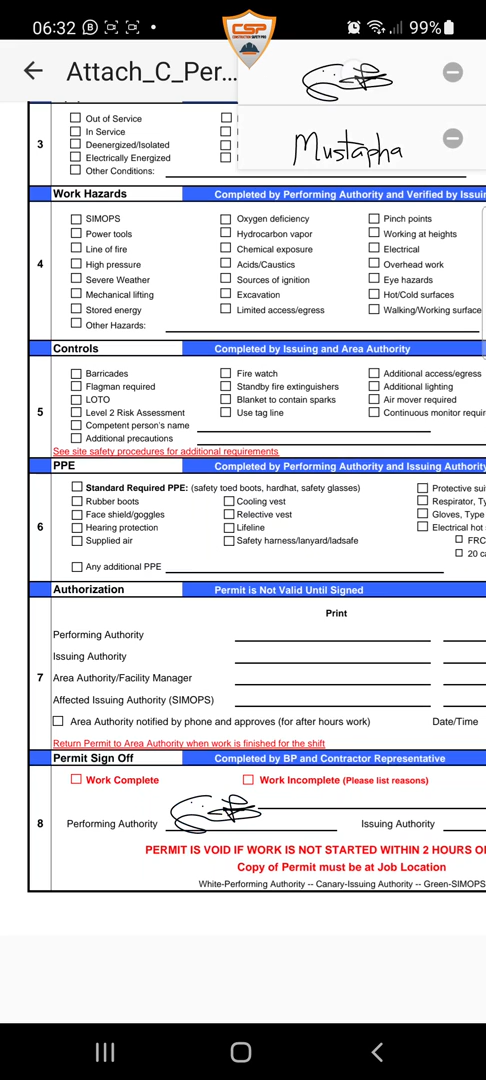 06:32
99%
CSP
Attach_C_Per...
Mustapha
3
Out of Service
In Service
Deenergized/Isolated
Electrically Energized
Other Conditions:
Work Hazards
Completed by Performing Authority and Verified by Issuin
4
SIMOPS
Oxygen deficiency
Pinch points
Power tools
Hydrocarbon vapor
Working at heights
Line of fire
Chemical exposure
Electrical
High pressure
Acids/Caustics
Overhead work
Severe Weather
Sources of ignition
Eye hazards
Mechanical lifting
Excavation
Hot/Cold surfaces
Stored energy
Limited access/egress
Walking/Working surface
Other Hazards:
Controls
Completed by Issuing and Area Authority
5
Barricades
Fire watch
Additional access/egress
Flagman required
Standby fire extinguishers
Additional lighting
LOTO
Blanket to contain sparks
Air mover required
Level 2 Risk Assessment
Use tag line
Continuous monitor requir
Competent person's name
Additional precautions
See site safety procedures for additional requirements
PPE
Completed by Performing Authority and Issuing Authority
6
Standard Required PPE: (safety toed boots, hardhat, safety glasses)
Protective sui
Rubber boots
Cooling vest
Respirator, Ty
Face shield/goggles
Relective vest
Gloves, Type
Hearing protection
Lifeline
Electrical hot
Supplied air
Safety harness/lanyard/ladsafe
FRC
20 ca
Any additional PPE
Authorization
Permit is Not Valid Until Signed
Print
7
Performing Authority
Issuing Authority
Area Authority/Facility Manager
Affected Issuing Authority (SIMOPS)
Area Authority notified by phone and approves (for after hours work)
Date/Time
Return Permit to Area Authority when work is finished for the shift
Permit Sign Off
Completed by BP and Contractor Representative
Work Complete
Work Incomplete (Please list reasons)
8
Performing Authority
Issuing Authority
PERMIT IS VOID IF WORK IS NOT STARTED WITHIN 2 HOURS O
Copy of Permit must be at Job Location
White-Performing Authority -- Canary-Issuing Authority -- Green-SIMOPS